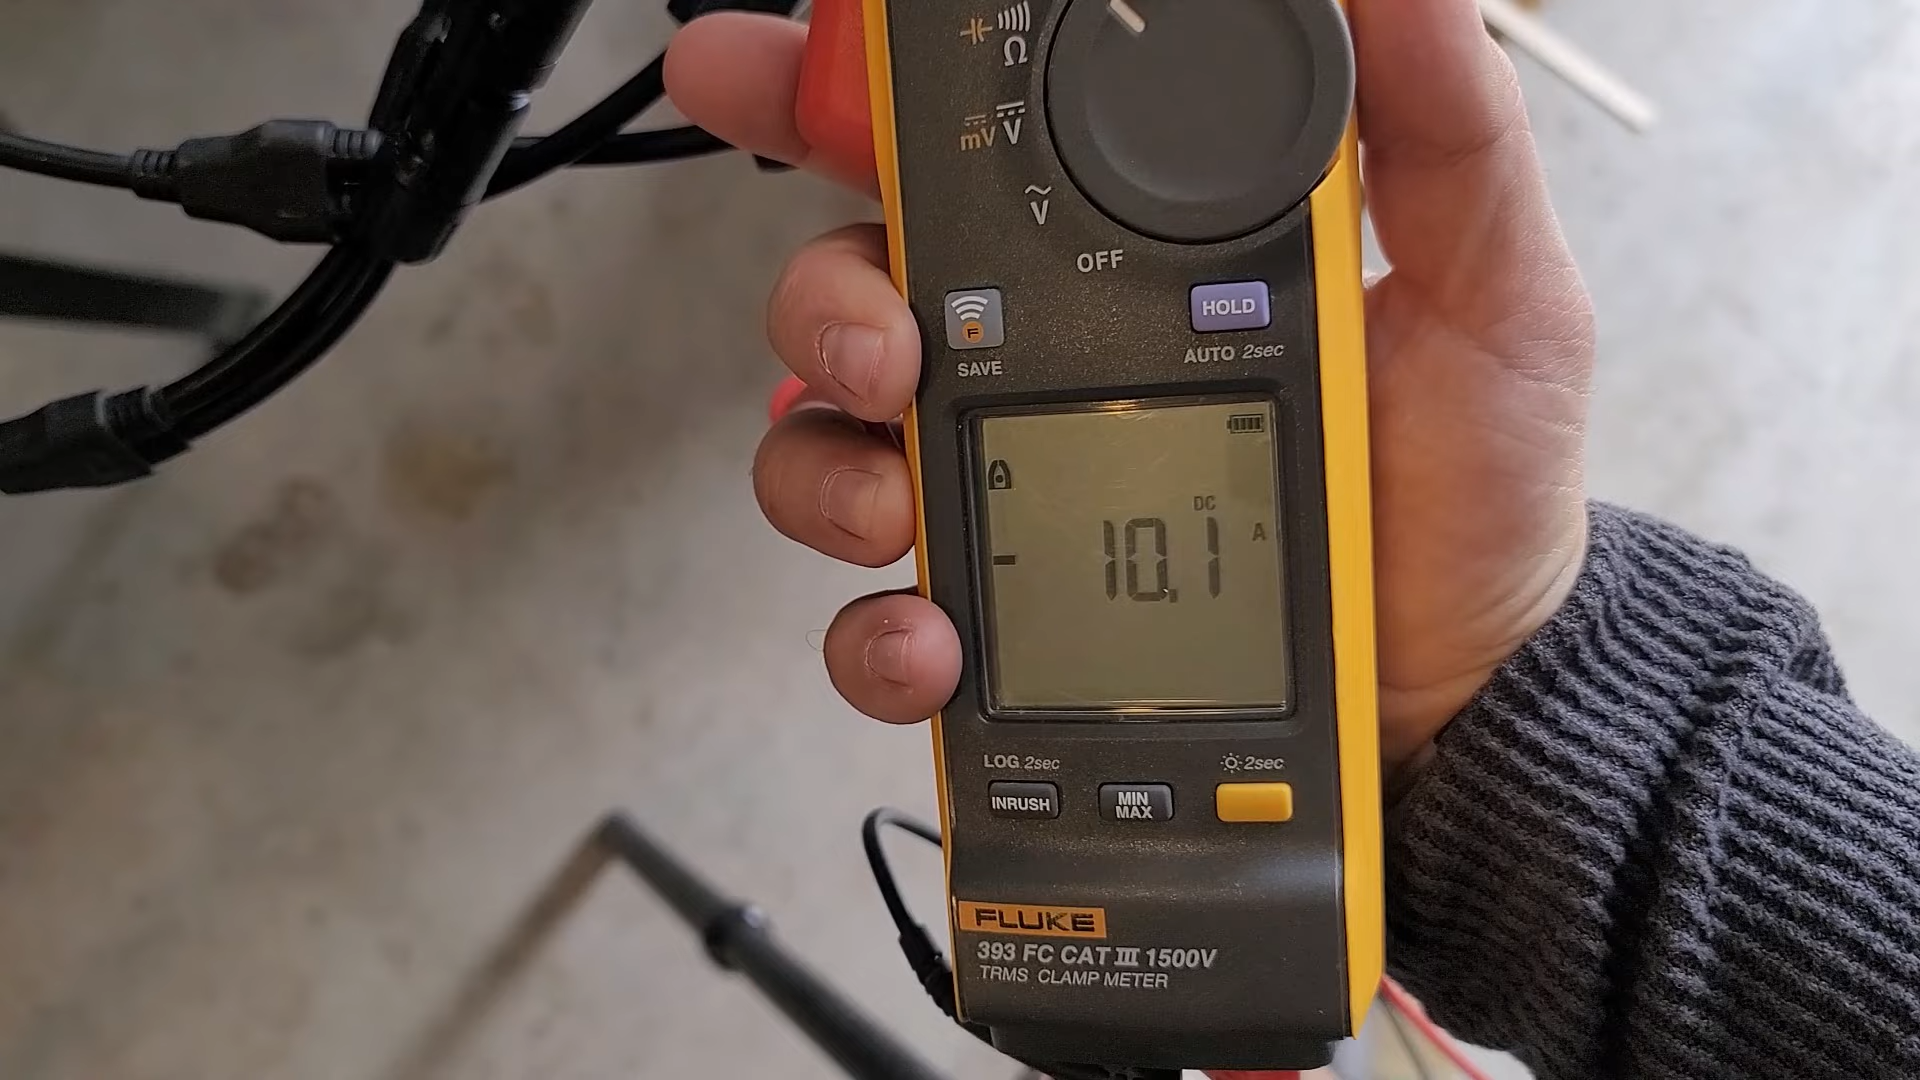 Ω
mV V
V
OFF
HOLD
F
AUTO 2sec
SAVE
DC
A
-10.1
LOG 2sec
2sec
INRUSH
MIN
MAX
FLUKE
393 FC CAT III 1500V
TRMS CLAMP METER